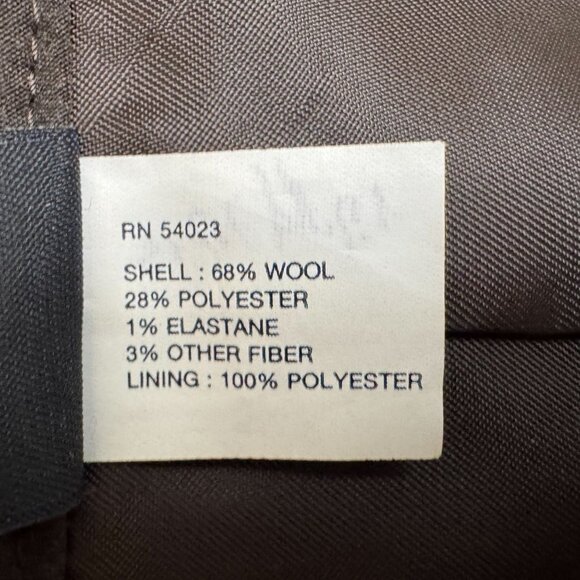 RN 54023
SHELL : 68% WOOL
28% POLYESTER
1% ELASTANE
3% OTHER FIBER
LINING : 100% POLYESTER